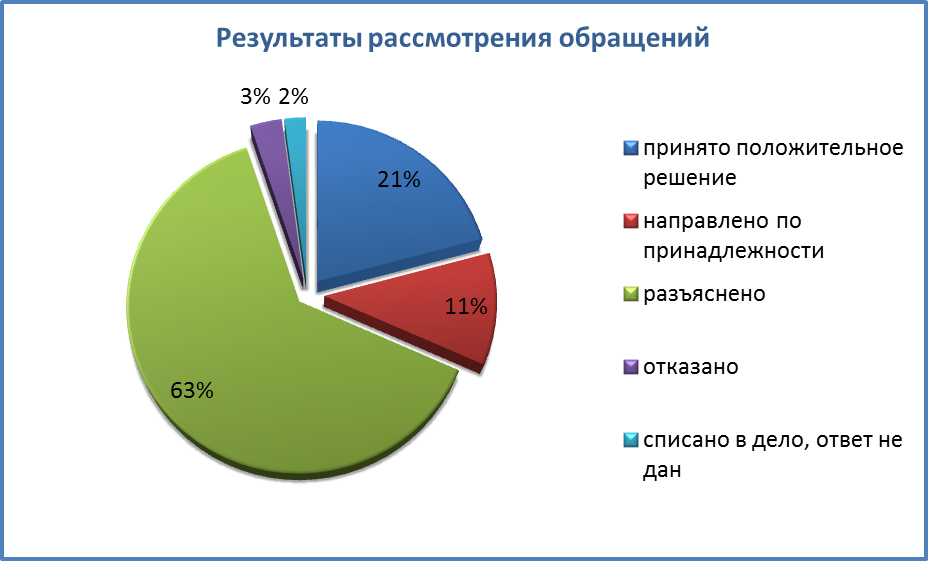 Результаты рассмотрения обращений
3% 2%
21%
11%
63%
принято положительное
решение
направлено по
принадлежности
разъяснено
отказано
списано в дело, ответ не
дан